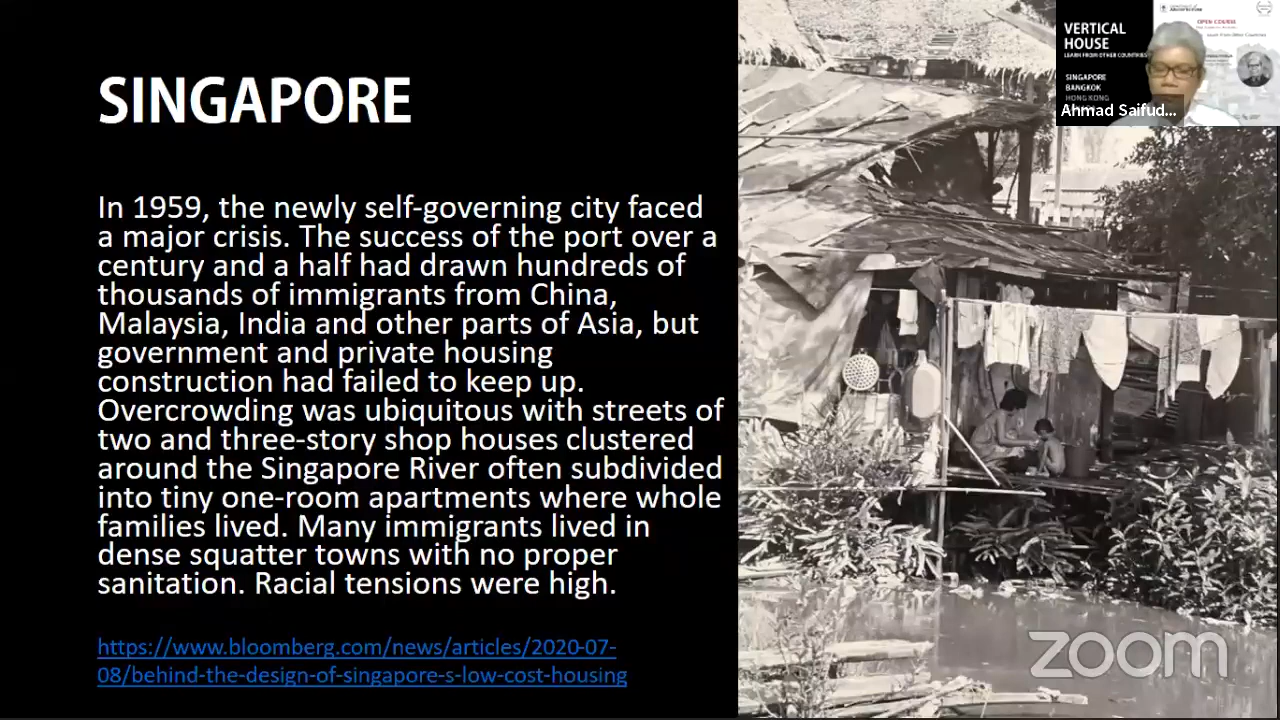 SINGAPORE
In 1959, the newly self-governing city faced
a major crisis. The success of the port over a
century and a half had drawn hundreds of
thousands of immigrants from China,
Malaysia, India and other parts of Asia, but
government and private housing
construction had failed to keep up.
Overcrowding was ubiquitous with streets of
two and three-story shop houses clustered
around the Singapore River often subdivided
into tiny one-room apartments where whole
families lived. Many immigrants lived in
dense squatter towns with no proper
sanitation. Racial tensions were high.
https://www.bloomberg.com/news/articles/2020-07-
08/behind-the-design-of-singapore-s-low-cost-housing
VERTICAL
HOUSE
LEARN FROM OTHER COUNTRIES
SINGAPORE
BANGKOK
HONG KONG
OPEN COURSE
Ahmad Saifud...
zoom